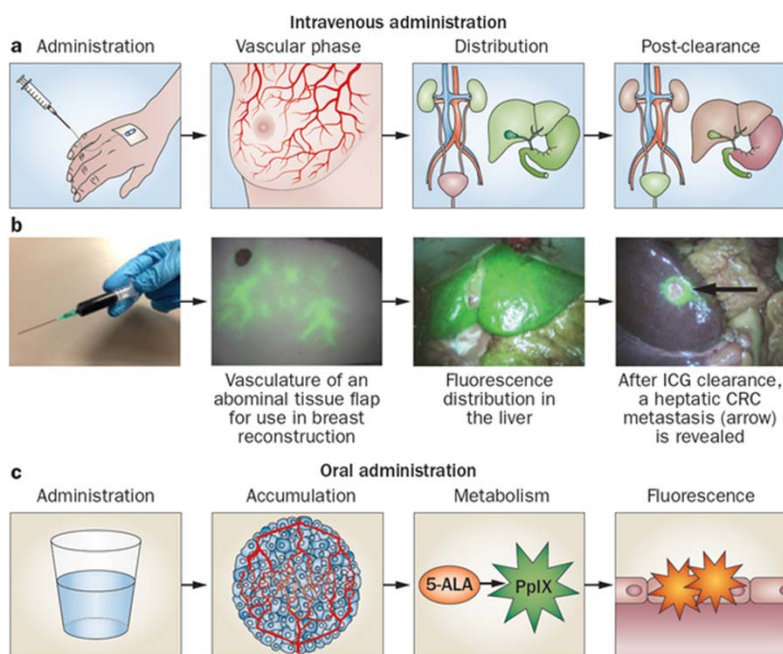 Intravenous administration
a
Administration
Vascular phase
Distribution
Post-clearance
b
Vasculature of an
abominal tissue flap
for use in breast
reconstruction
Fluorescence
distribution in
the liver
After ICG clearance,
a heptatic CRC
metastasis (arrow)
is revealed
c
Oral administration
Administration
Accumulation
Metabolism
Fluorescence
5-ALA
PpIX